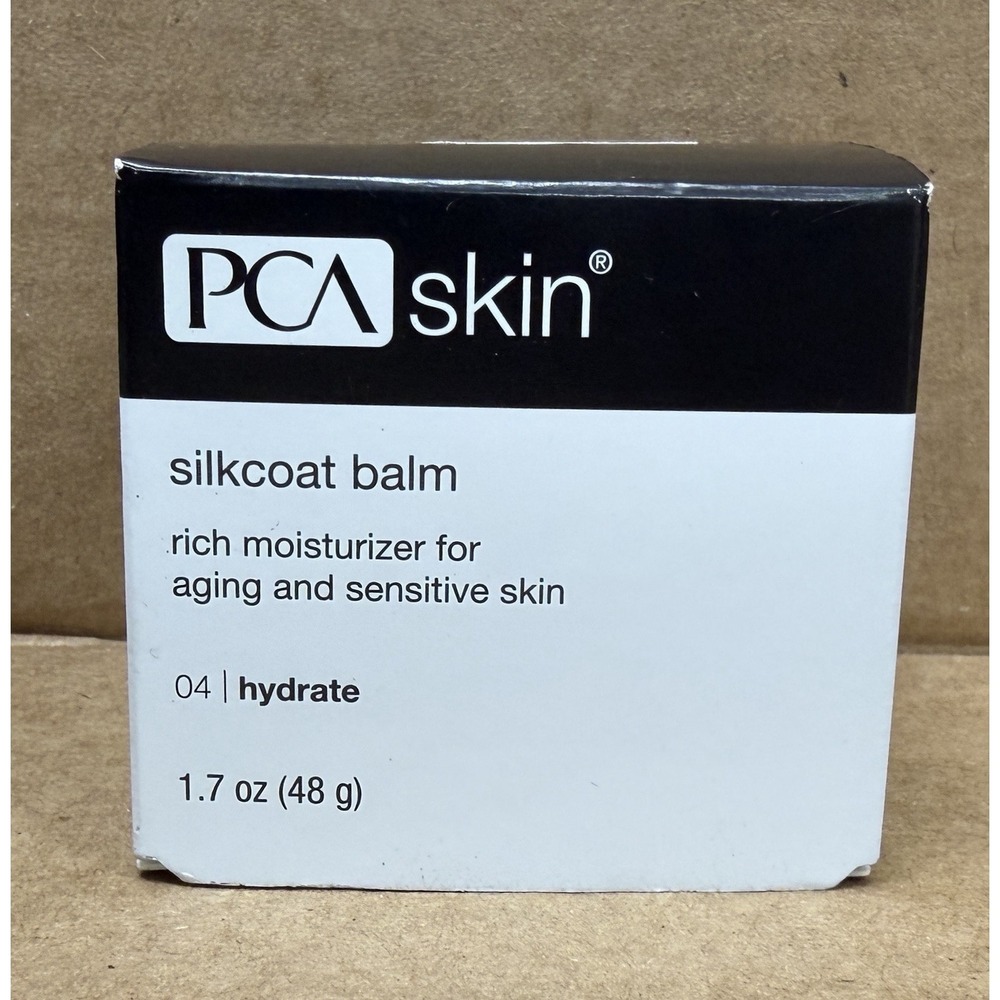 PCA skin®
silkcoat balm
rich moisturizer for
aging and sensitive skin
04 | hydrate
1.7 oz (48 g)